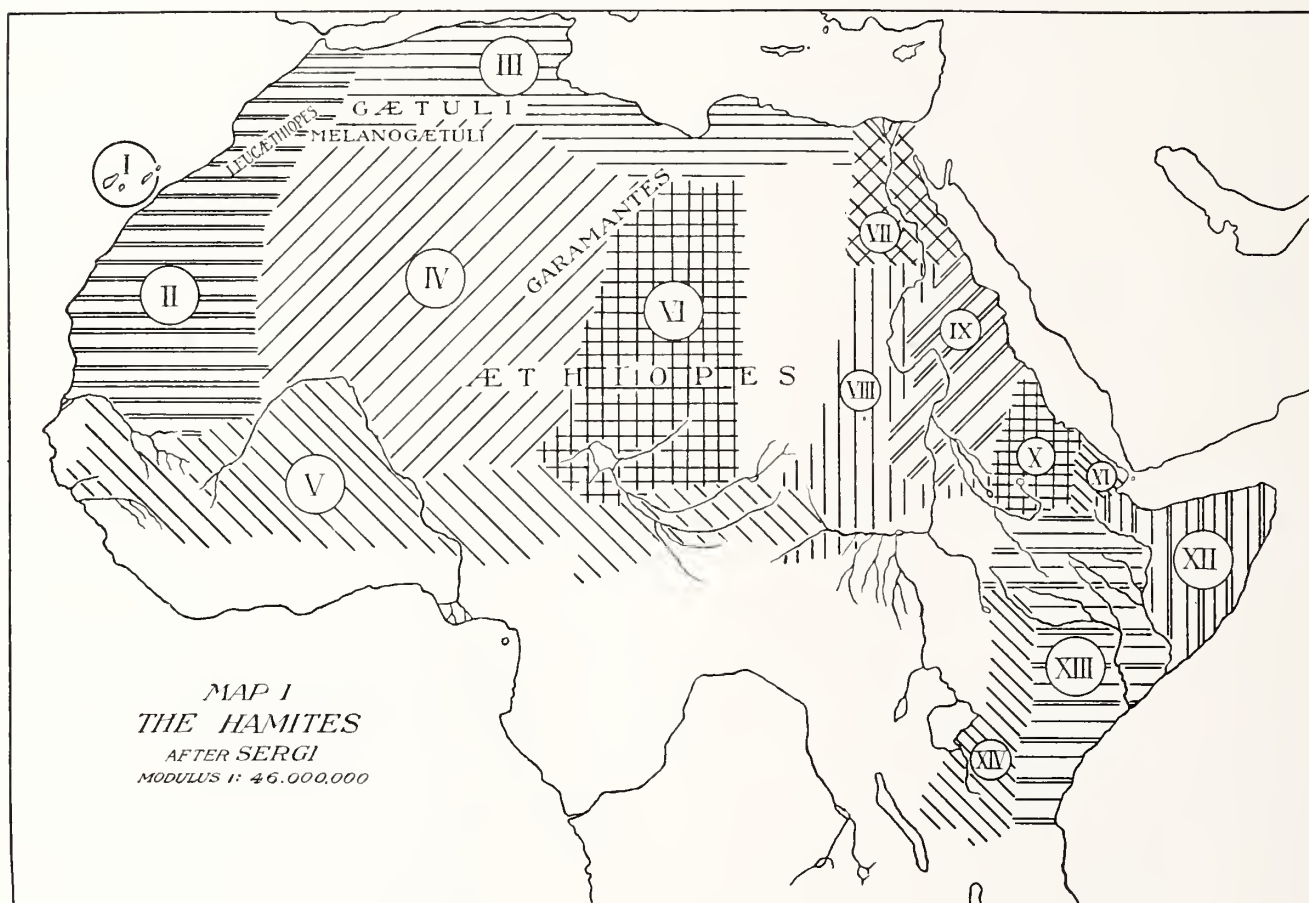 III
GÆTULI
MELANOGÆTULI
LEUCÆTHIOPES
I
GARAMANTES
VII
II
IV
VI
IX
ÆTHIOPES
VIII
X
XI
V
XII
XIII
XIV
MAP I
THE HAMITES
AFTER SERGI
MODULUS 1: 46.000,000